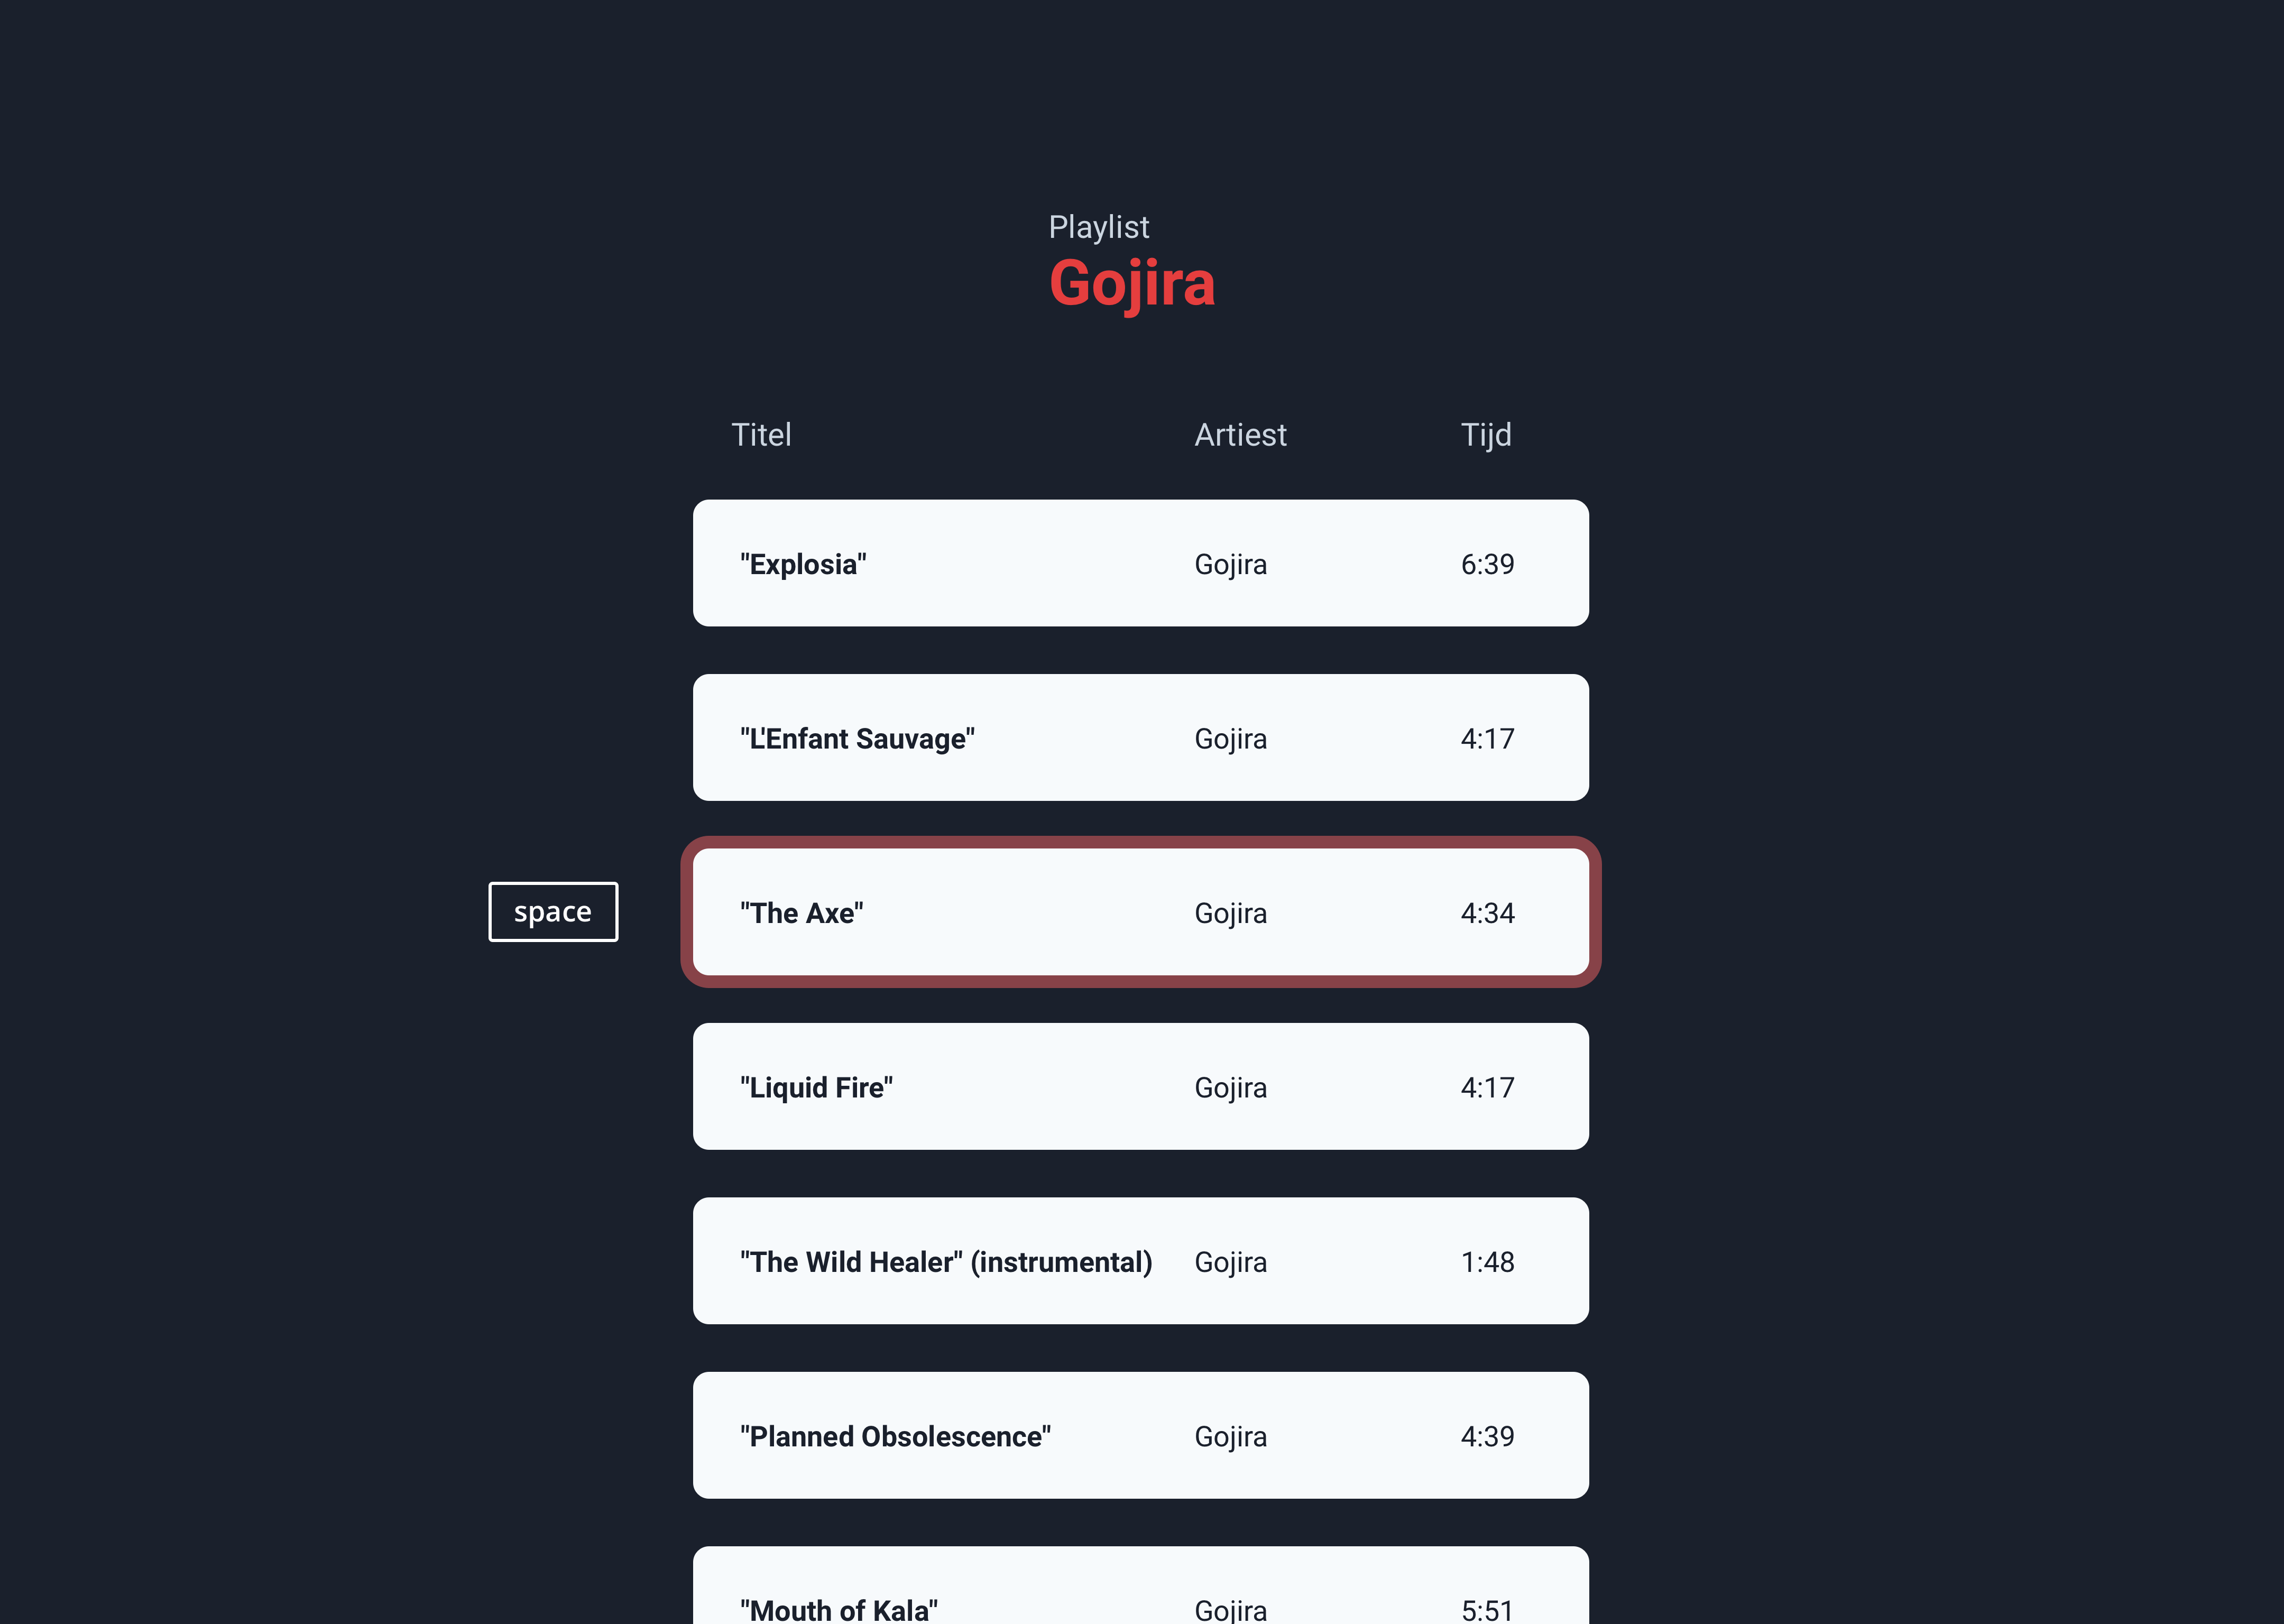 Playlist
Gojira
Titel Artiest Tijd
"Explosia" Gojira 6:39
"L'Enfant Sauvage" Gojira 4:17
space "The Axe" Gojira 4:34
"Liquid Fire" Gojira 4:17
"The Wild Healer" (instrumental) Gojira 1:48
"Planned Obsolescence" Gojira 4:39
"Mouth of Kala" Gojira 5:51